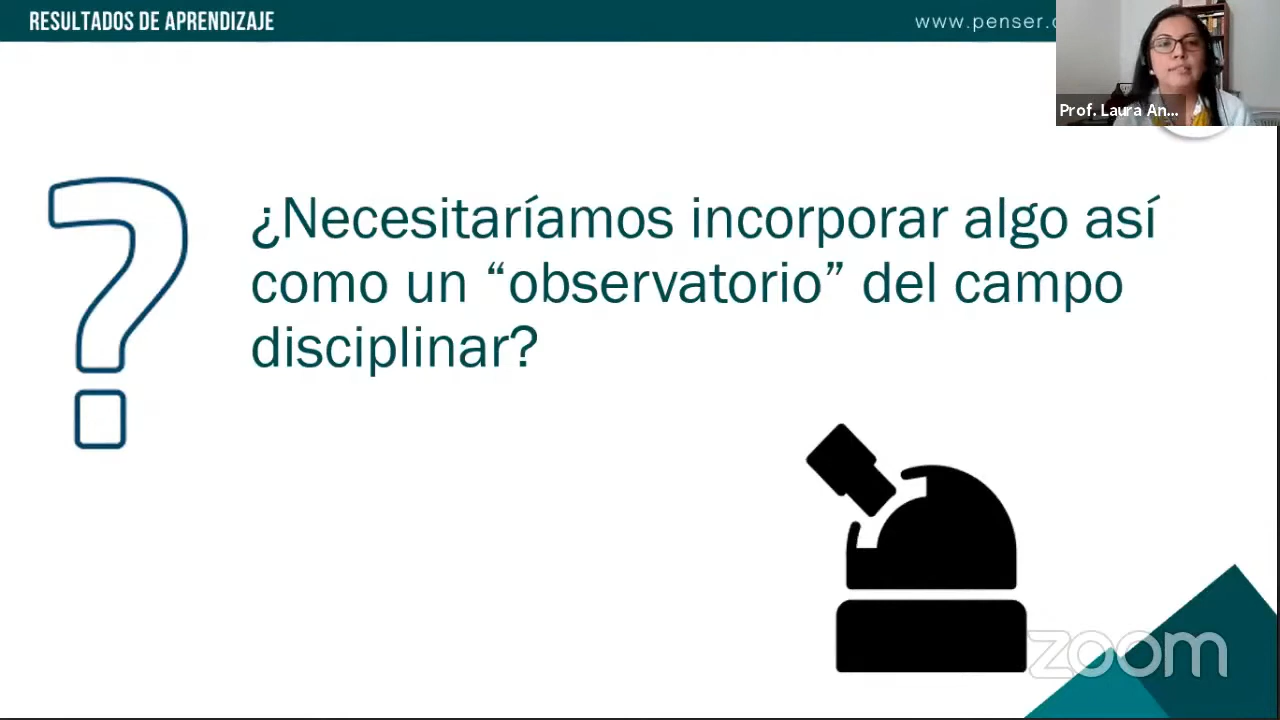 RESULTADOS DE APRENDIZAJE
www.penser.
Prof. Laura An...
¿Necesitaríamos incorporar algo así
como un “observatorio” del campo
disciplinar?
zoom